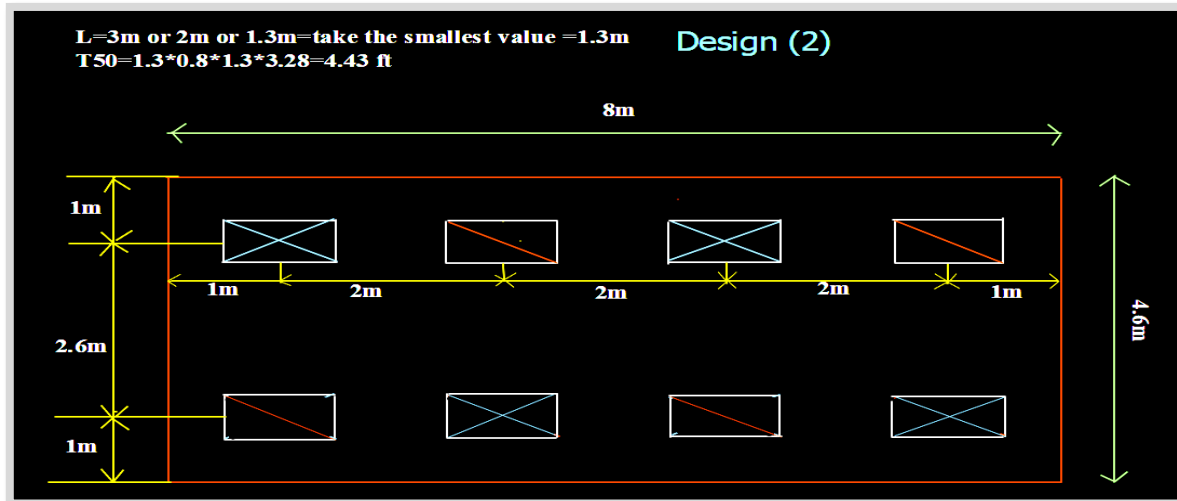 L=3m or 2m or 1.3m=take the smallest value =1.3m
Design (2)
T50=1.3*0.8*1.3*3.28=4.43 ft
8m
1m
1m
2m
2m
2m
1m
4.6m
2.6m
1m